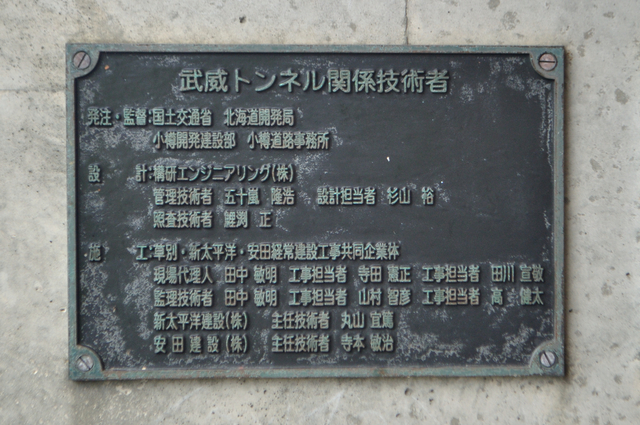 武威トンネル関係技術者
発注・監督:国土交通省 北海道開発局
小樽開発建設部 小樽道路事務所
設 計:構研エンジニアリング(株)
管理技術者 五十嵐 隆浩 設計担当者 杉山 裕
照査技術者 鯉渕 正
施 工:草別・新太平洋・安田経常建設工事共同企業体
現場代理人 田中 敏明 工事担当者 寺田 憲正 工事担当者 田川 宣敏
監理技術者 田中 敏明 工事担当者 山村 智彦 工事担当者 高 健太
新太平洋建設(株) 主任技術者 丸山 宜篤
安田建設(株) 主任技術者 寺本 敏治